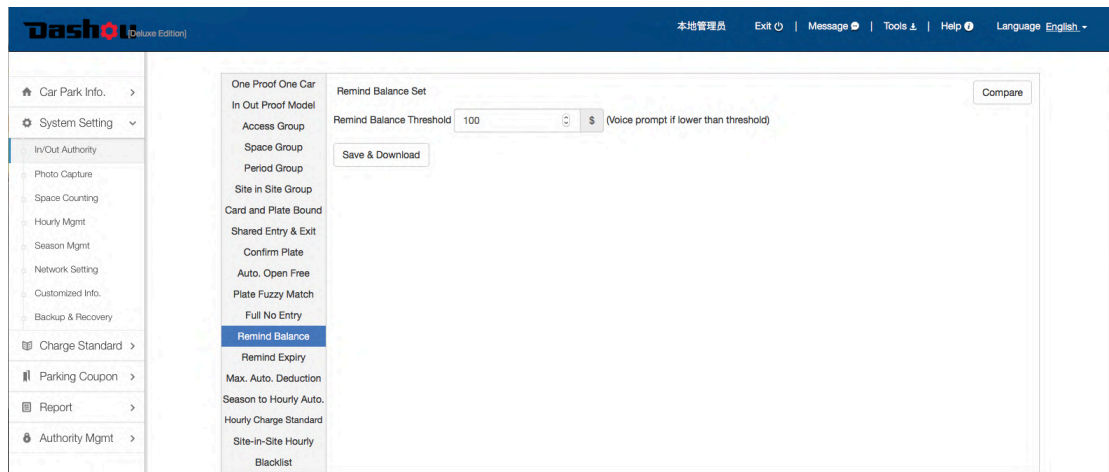 Dashou [Deluxe Edition]
本地管理员 Exit | Message | Tools | Help Language English
Car Park Info.
System Setting
In/Out Authority
Photo Capture
Space Counting
Hourly Mgmt
Season Mgmt
Network Setting
Customized Info.
Backup & Recovery
Charge Standard
Parking Coupon
Report
Authority Mgmt
One Proof One Car
In Out Proof Model
Access Group
Space Group
Period Group
Site in Site Group
Card and Plate Bound
Shared Entry & Exit
Confirm Plate
Auto. Open Free
Plate Fuzzy Match
Full No Entry
Remind Balance
Remind Expiry
Max. Auto. Deduction
Season to Hourly Auto.
Hourly Charge Standard
Site-in-Site Hourly
Blacklist
Remind Balance Set
Compare
Remind Balance Threshold 100 $ (Voice prompt if lower than threshold)
Save & Download